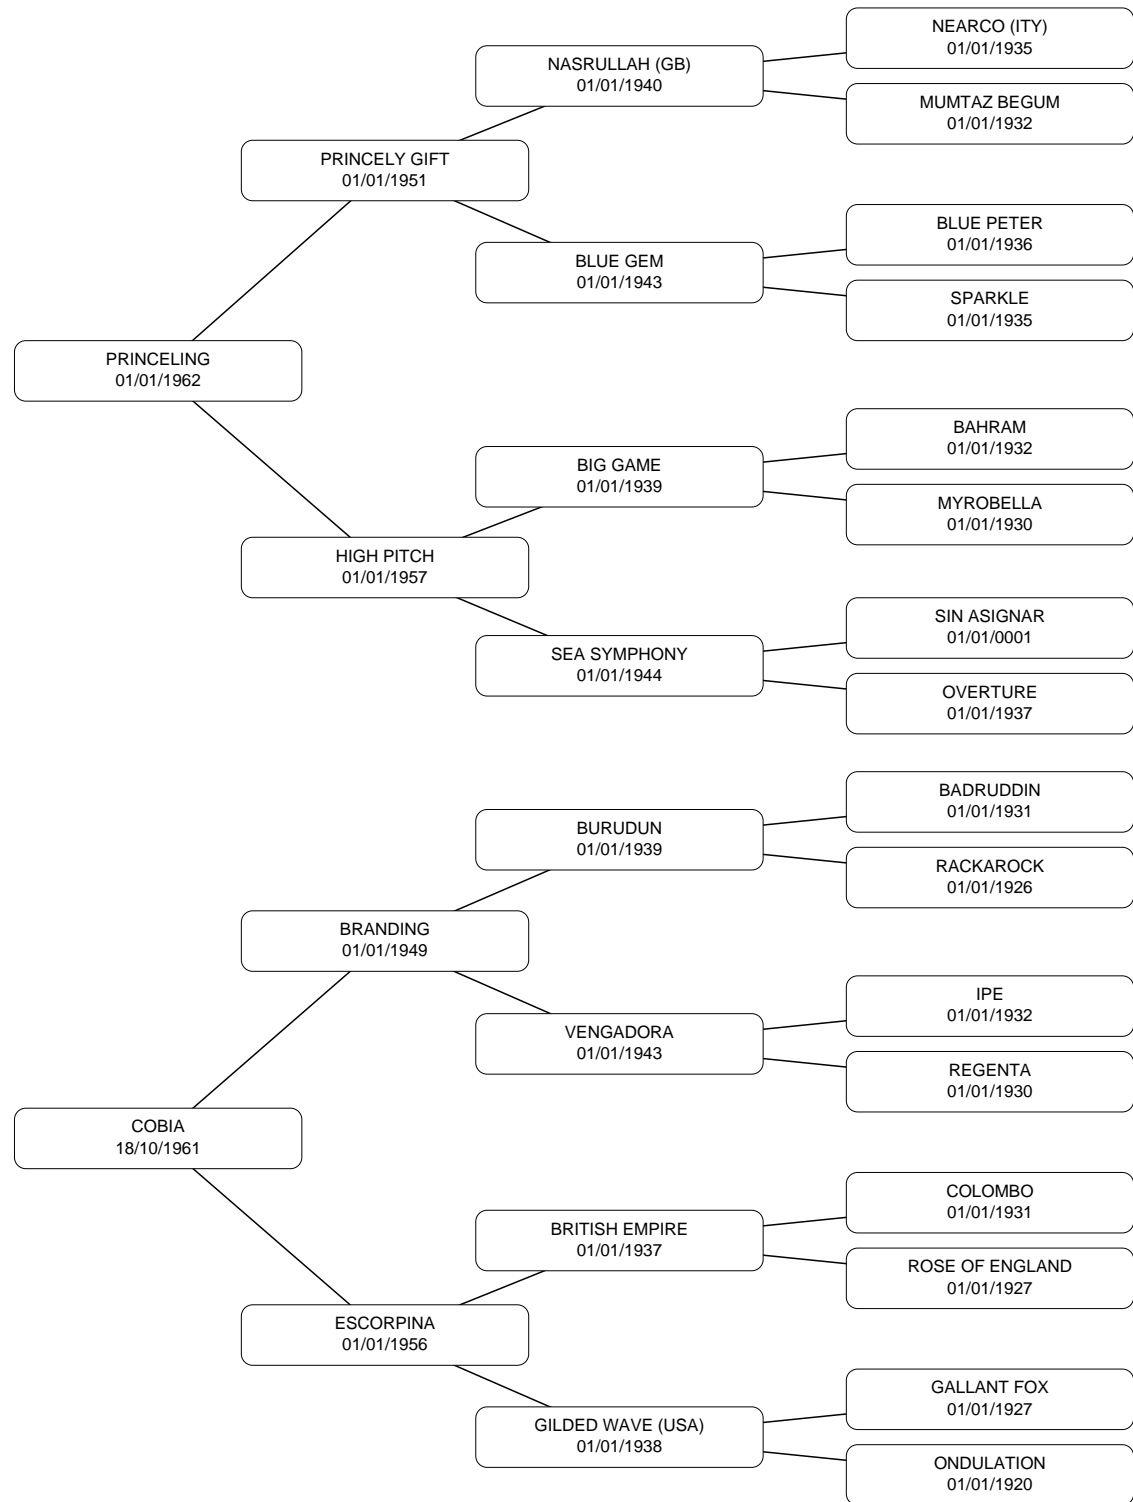 NEARCO (ITY)
01/01/1935
NASRULLAH (GB)
01/01/1940
MUMTAZ BEGUM
01/01/1932
PRINCELY GIFT
01/01/1951
BLUE PETER
01/01/1936
BLUE GEM
01/01/1943
SPARKLE
01/01/1935
PRINCELING
01/01/1962
BAHRAM
01/01/1932
BIG GAME
01/01/1939
MYROBELLA
01/01/1930
HIGH PITCH
01/01/1957
SIN ASIGNAR
01/01/0001
SEA SYMPHONY
01/01/1944
OVERTURE
01/01/1937
BADRUDDIN
01/01/1931
BURUDUN
01/01/1939
RACKAROCK
01/01/1926
BRANDING
01/01/1949
IPE
01/01/1932
VENGADORA
01/01/1943
REGENTA
01/01/1930
COBIA
18/10/1961
COLOMBO
01/01/1931
BRITISH EMPIRE
01/01/1937
ROSE OF ENGLAND
01/01/1927
ESCORPINA
01/01/1956
GALLANT FOX
01/01/1927
GILDED WAVE (USA)
01/01/1938
ONDULATION
01/01/1920